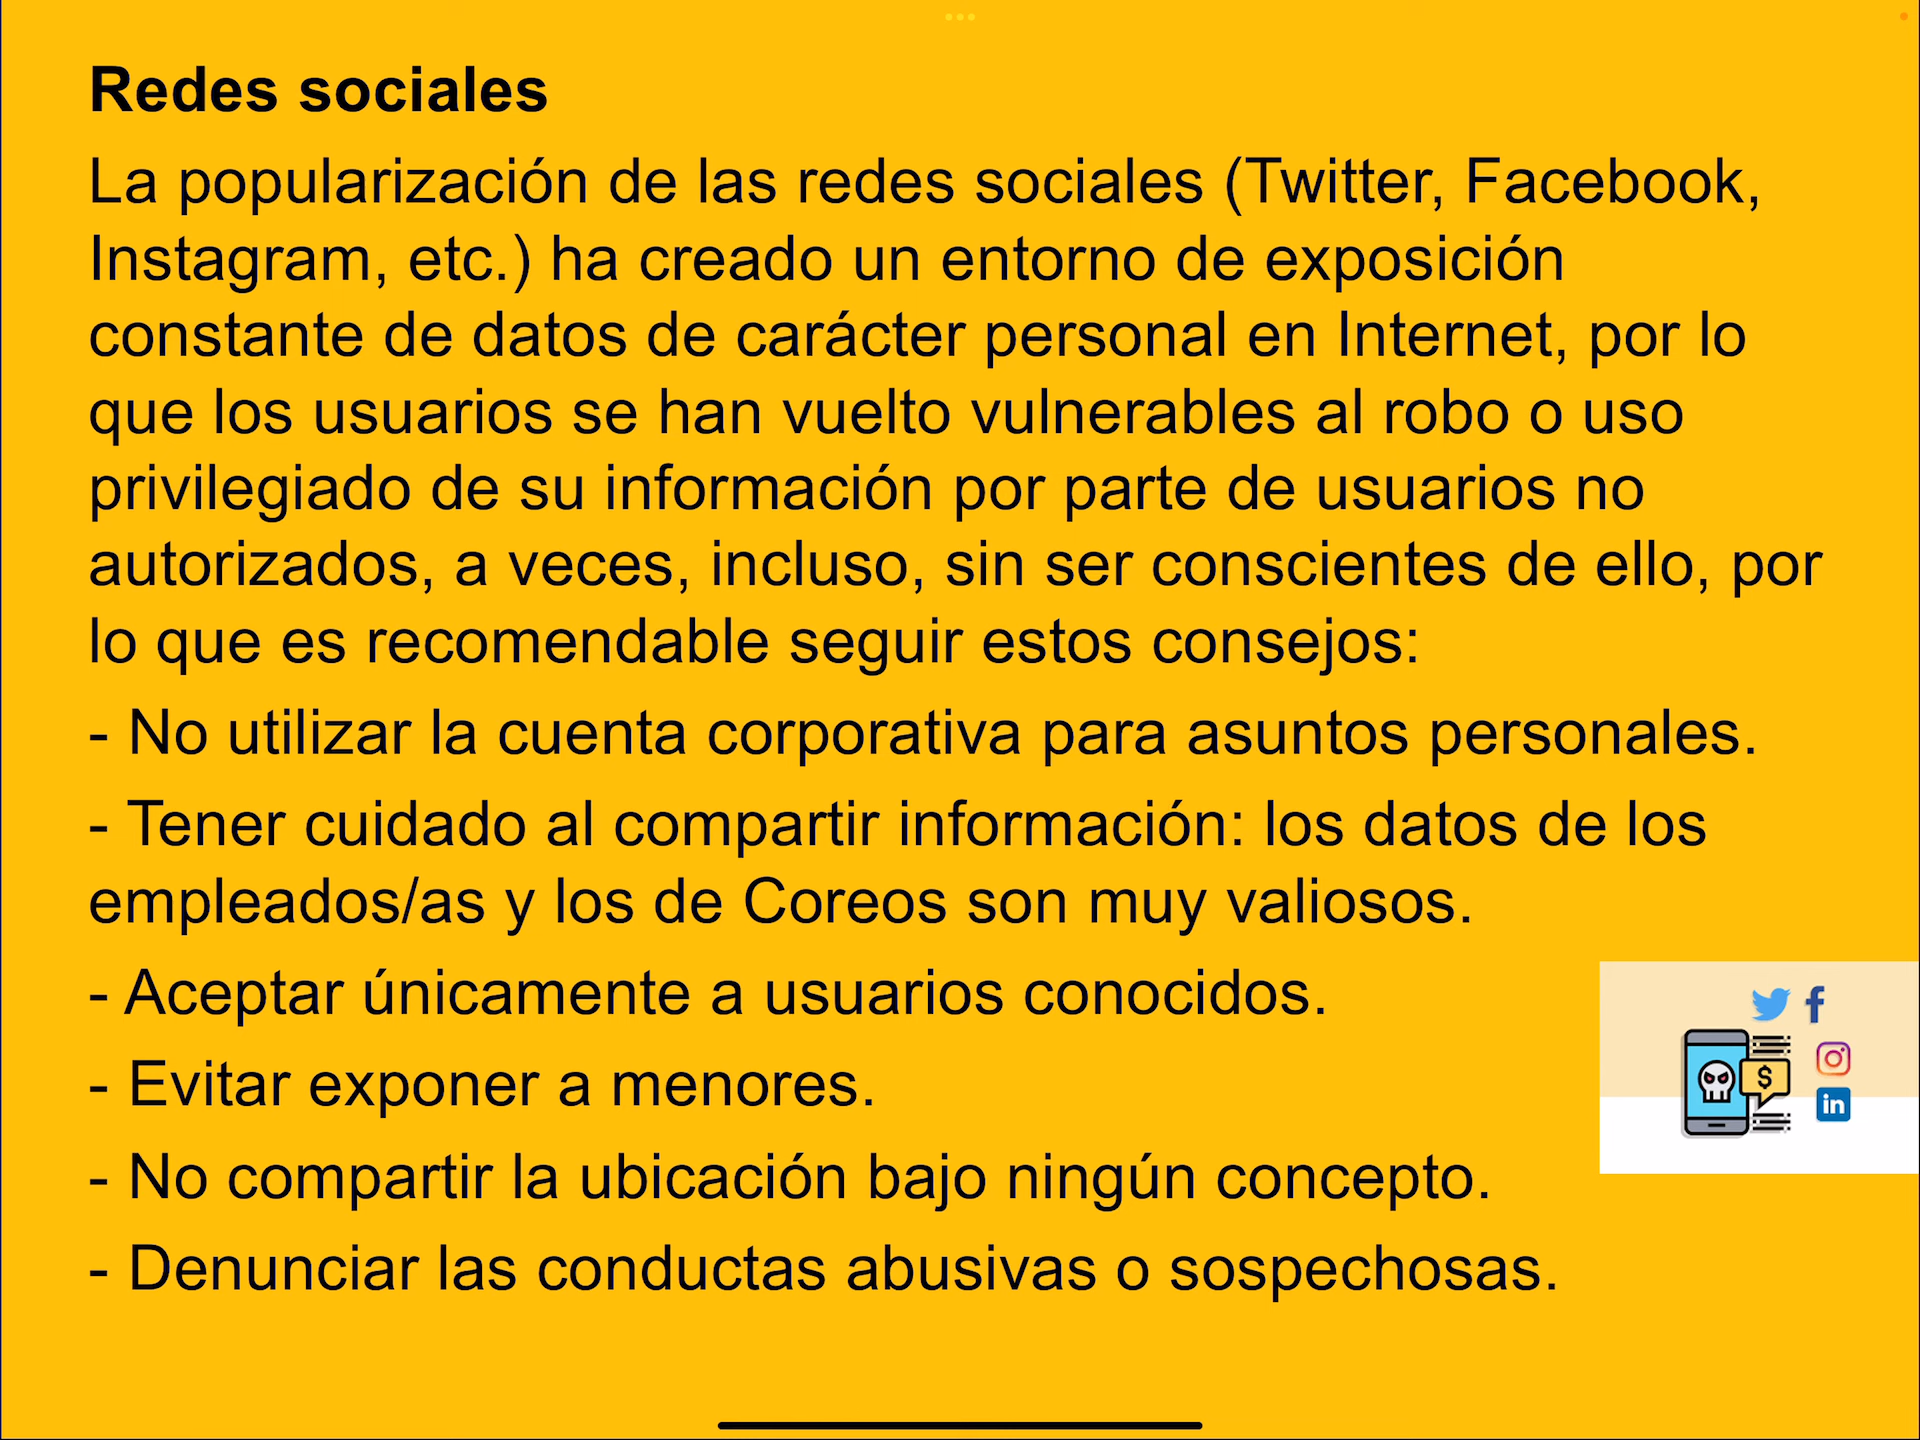 Redes sociales
La popularización de las redes sociales (Twitter, Facebook,
Instagram, etc.) ha creado un entorno de exposición
constante de datos de carácter personal en Internet, por lo
que los usuarios se han vuelto vulnerables al robo o uso
privilegiado de su información por parte de usuarios no
autorizados, a veces, incluso, sin ser conscientes de ello, por
lo que es recomendable seguir estos consejos:
- No utilizar la cuenta corporativa para asuntos personales.
- Tener cuidado al compartir información: los datos de los
empleados/as y los de Coreos son muy valiosos.
- Aceptar únicamente a usuarios conocidos.
- Evitar exponer a menores.
- No compartir la ubicación bajo ningún concepto.
- Denunciar las conductas abusivas o sospechosas.
f
$
in